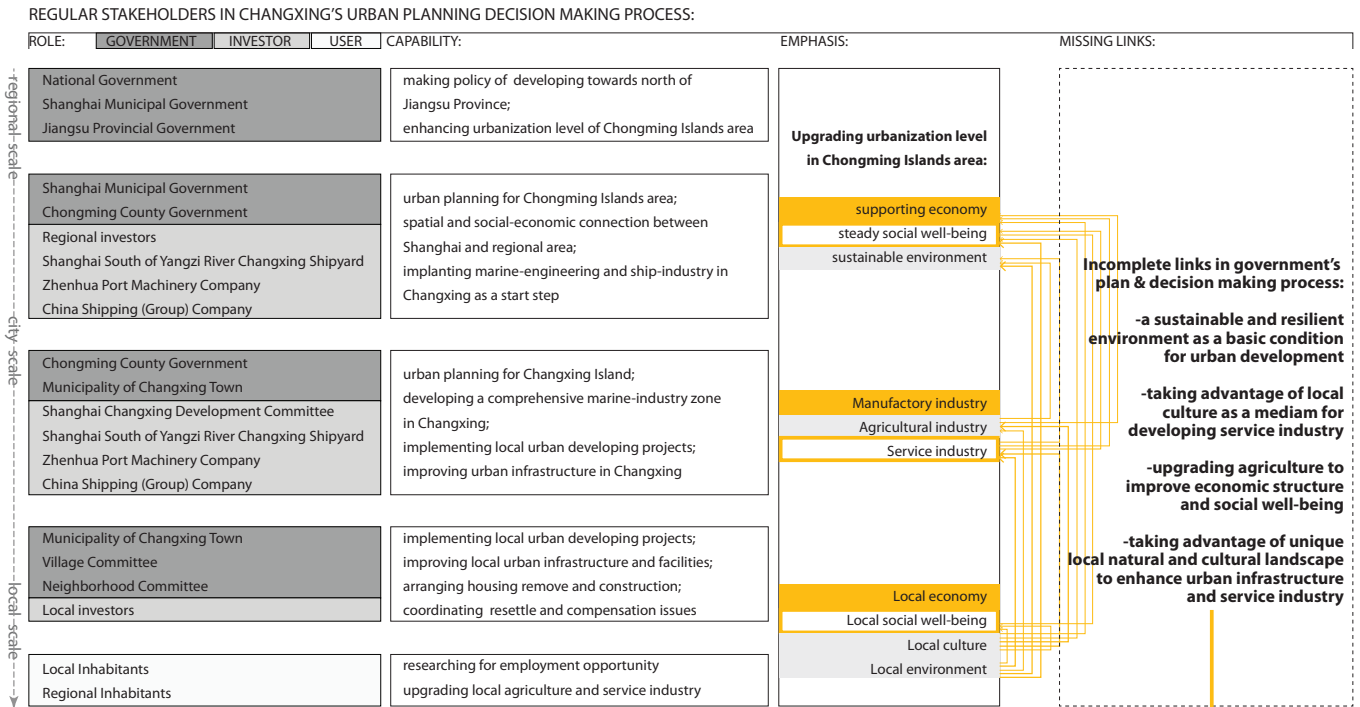 REGULAR STAKEHOLDERS IN CHANGXING'S URBAN PLANNING DECISION MAKING PROCESS:
ROLE: GOVERNMENT INVESTOR USER CAPABILITY: EMPHASIS: MISSING LINKS:
regional scale
city scale
local scale
National Government
Shanghai Municipal Government
Jiangsu Provincial Government
making policy of developing towards north of
Jiangsu Province;
enhancing urbanization level of Chongming Islands area
Shanghai Municipal Government
Chongming County Government
Regional investors
Shanghai South of Yangzi River Changxing Shipyard
Zhenhua Port Machinery Company
China Shipping (Group) Company
urban planning for Chongming Islands area;
spatial and social-economic connection between
Shanghai and regional area;
implanting marine-engineering and ship-industry in
Changxing as a start step
Chongming County Government
Municipality of Changxing Town
Shanghai Changxing Development Committee
Shanghai South of Yangzi River Changxing Shipyard
Zhenhua Port Machinery Company
China Shipping (Group) Company
urban planning for Changxing Island;
developing a comprehensive marine-industry zone
in Changxing;
implementing local urban developing projects;
improving urban infrastructure in Changxing
Municipality of Changxing Town
Village Committee
Neighborhood Committee
Local investors
implementing local urban developing projects;
improving local urban infrastructure and facilities;
arranging housing remove and construction;
coordinating resettle and compensation issues
Local Inhabitants
Regional Inhabitants
researching for employment opportunity
upgrading local agriculture and service industry
Upgrading urbanization level
in Chongming Islands area:
supporting economy
steady social well-being
sustainable environment
Manufactory industry
Agricultural industry
Service industry
Local economy
Local social well-being
Local culture
Local environment
Incomplete links in government's
plan & decision making process:
-a sustainable and resilient
environment as a basic condition
for urban development
-taking advantage of local
culture as a mediam for
developing service industry
-upgrading agriculture to
improve economic structure
and social well-being
-taking advantage of unique
local natural and cultural landscape
to enhance urban infrastructure
and service industry